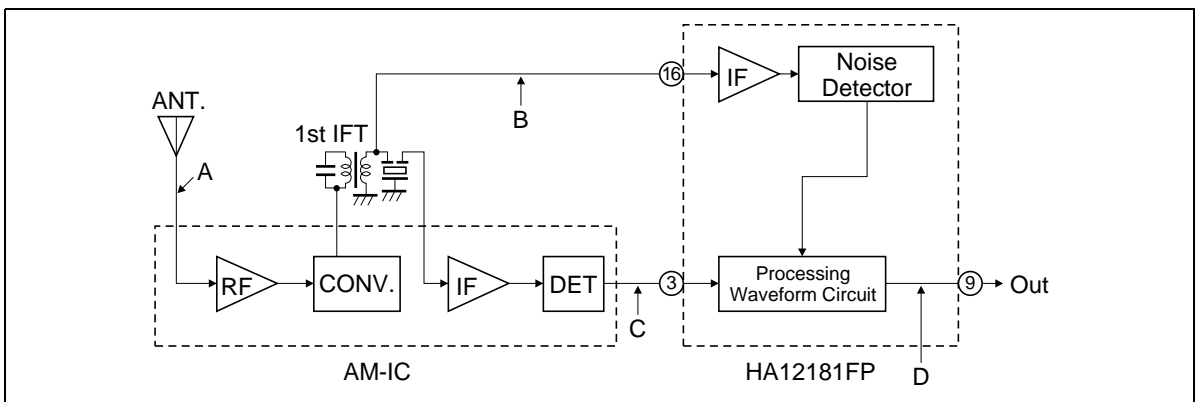 ANT.
A
1st IFT
B
16
IF
Noise
Detector
RF
CONV.
IF
DET
C
3
Processing
Waveform Circuit
9
Out
D
AM-IC
HA12181FP